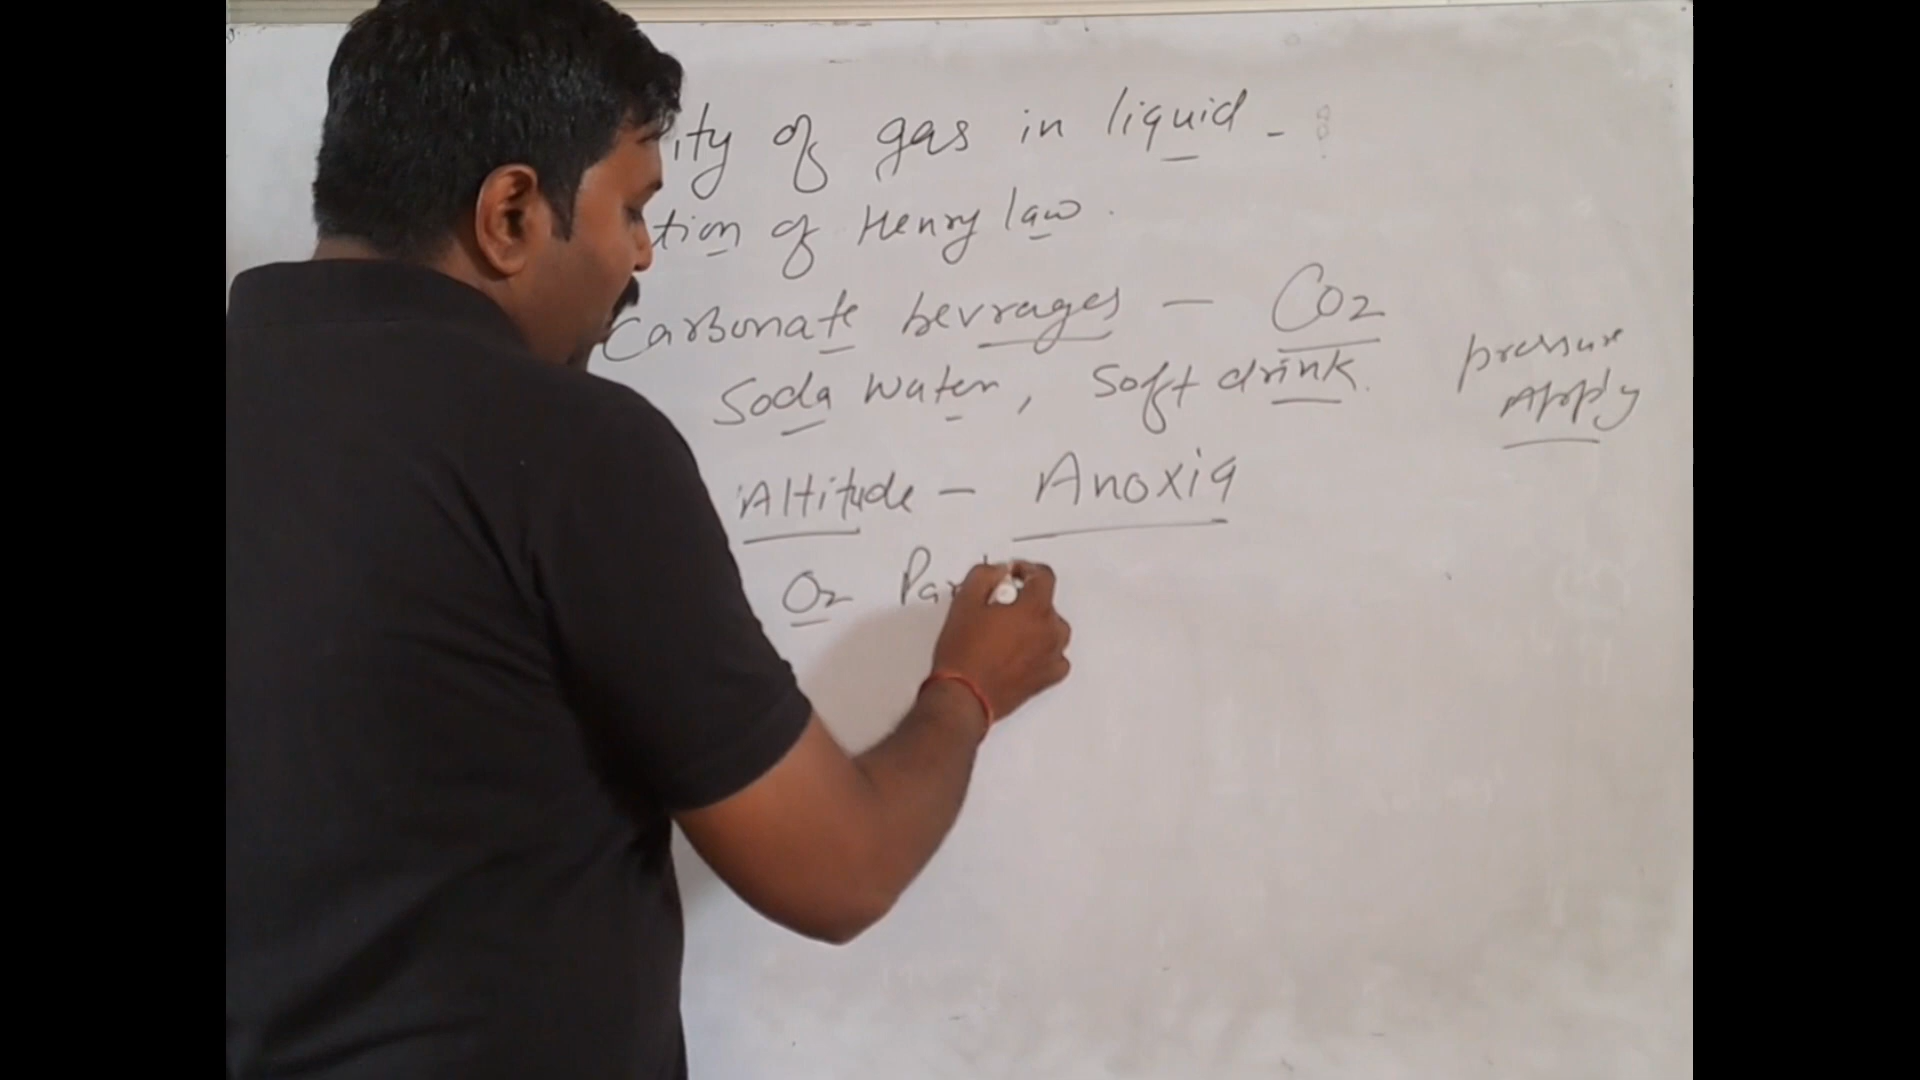 ity of gas in liquid -
tion of Henry law.
Carbonate bevrages - CO2
Soda water, Soft drink.
pressure
Apply
Altitude - Anoxia
O2 Par